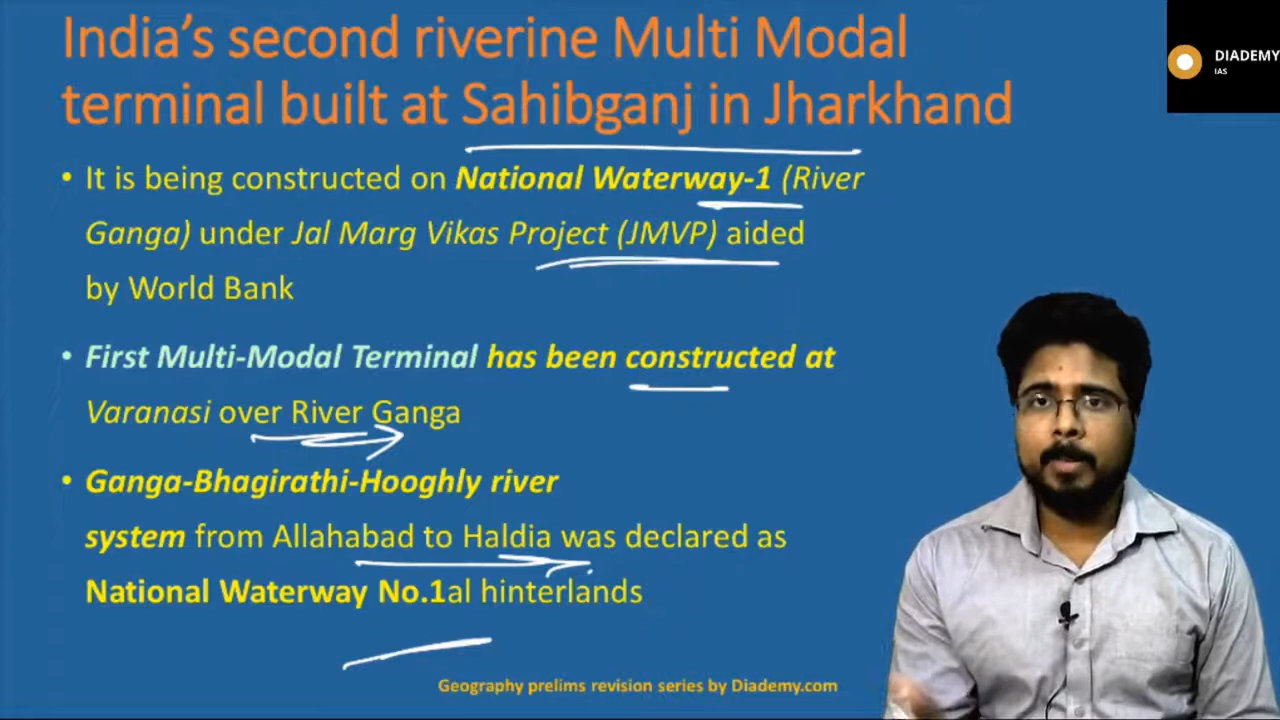 India's second riverine Multi Modal
terminal built at Sahibganj in Jharkhand
DIADEMY
IAS
• It is being constructed on National Waterway-1 (River
Ganga) under Jal Marg Vikas Project (JMVP) aided
by World Bank
• First Multi-Modal Terminal has been constructed at
Varanasi over River Ganga
• Ganga-Bhagirathi-Hooghly river
system from Allahabad to Haldia was declared as
National Waterway No.1al hinterlands
Geography prelims revision series by Diademy.com